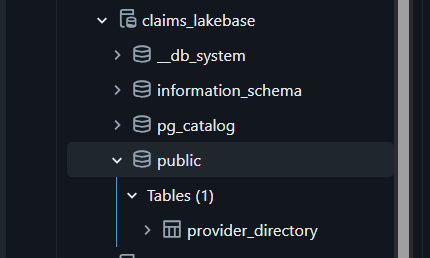 claims_lakebase
__db_system
information_schema
pg_catalog
public
Tables (1)
provider_directory